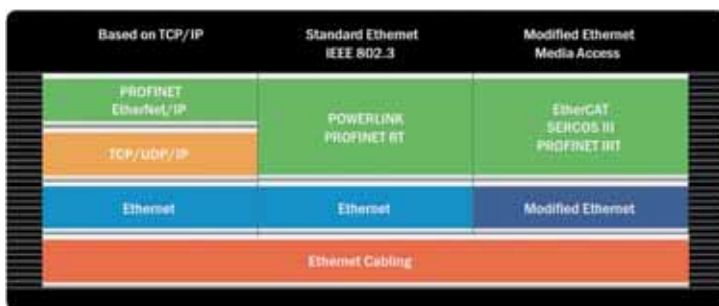 Based on TCP/IP
Standard Ethernet
IEEE 802.3
Modified Ethernet
Media Access
PROFINET
EtherNet/IP
TCP/UDP/IP
POWERLINK
PROFINET RT
EtherCAT
SERCOS III
PROFINET IRT
Ethernet
Ethernet
Modified Ethernet
Ethernet Cabling